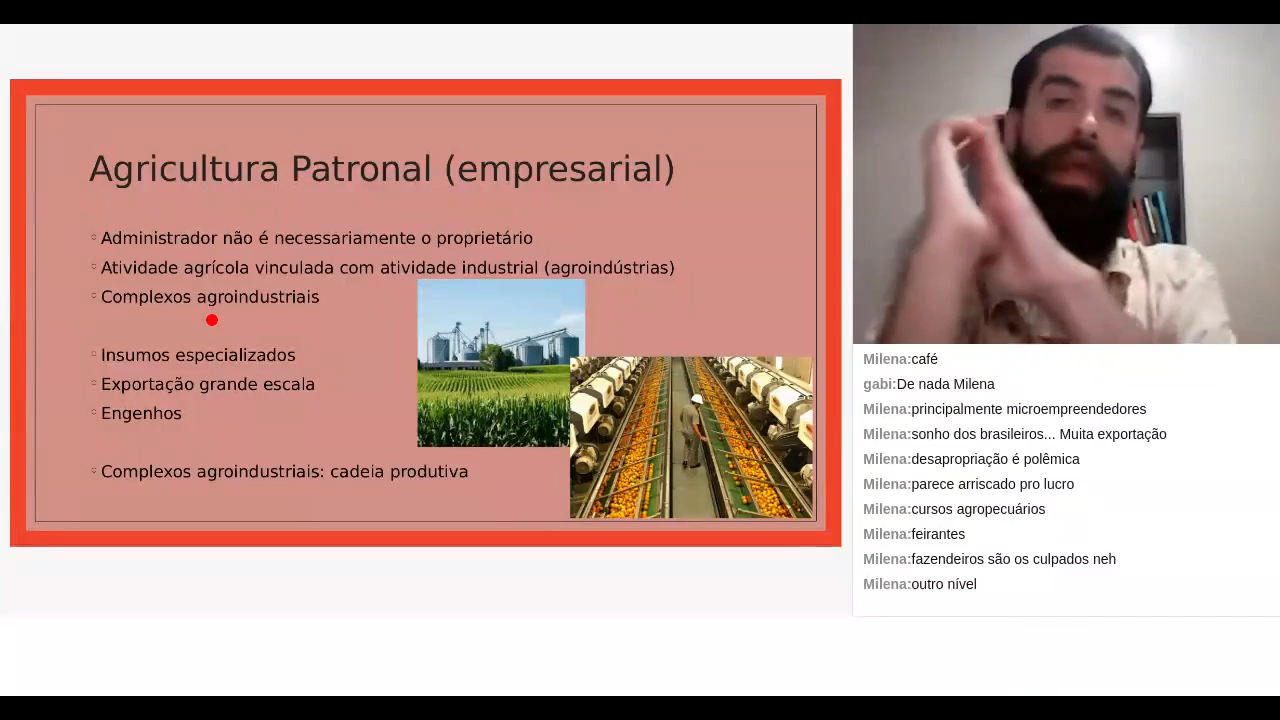 Agricultura Patronal (empresarial)
Administrador não é necessariamente o proprietário
Atividade agrícola vinculada com atividade industrial (agroindústrias)
Complexos agroindustriais
Insumos especializados
Exportação grande escala
Engenhos
Complexos agroindustriais: cadeia produtiva
Milena:café
gabi:De nada Milena
Milena:principalmente microempreendedores
Milena:sonho dos brasileiros... Muita exportação
Milena:desapropriação é polêmica
Milena:parece arriscado pro lucro
Milena:cursos agropecuários
Milena:feirantes
Milena:fazendeiros são os culpados neh
Milena:outro nível